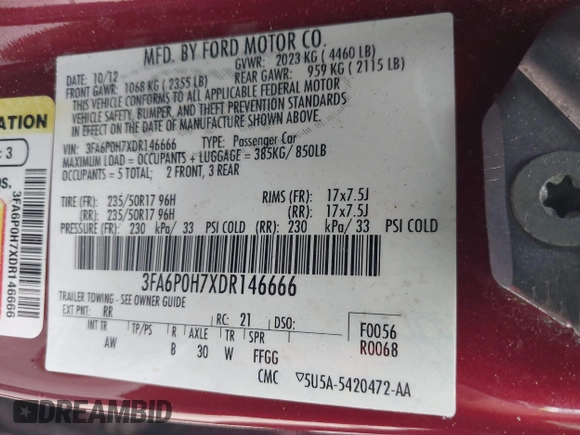 MFD. BY FORD MOTOR CO.
DATE: 10/12 GVWR: 2023 KG ( 4460 LB)
FRONT GAWR: 1068 KG ( 2355 LB) REAR GAWR: 959 KG ( 2115 LB)
THIS VEHICLE CONFORMS TO ALL APPLICABLE FEDERAL MOTOR
VEHICLE SAFETY, BUMPER, AND THEFT PREVENTION STANDARDS
IN EFFECT ON THE DATE OF MANUFACTURE SHOWN ABOVE.
VIN: 3FA6P0H7XDR146666 TYPE: Passenger Car
MAXIMUM LOAD = OCCUPANTS + LUGGAGE = 385KG/ 850LB
OCCUPANTS = 5 TOTAL; 2 FRONT, 3 REAR
TIRE (FR): 235/50R17 96H RIMS (FR): 17x7.5J
(RR): 235/50R17 96H (RR): 17x7.5J
PRESSURE (FR): 230 kPa/ 33 PSI COLD (RR): 230 kPa/ 33 PSI COLD
3FA6P0H7XDR146666
TRAILER TOWING - SEE OWNER GUIDE
EXT PNT: RR RC: 21 DSO: F0056
INT TR TP/PS R AXLE TR SPR R0068
AW B 30 W FFGG
CMC ▽5U5A-5420472-AA
ATION
: 3
OS.
3FA6P0H7XDR146666
DREAMBID